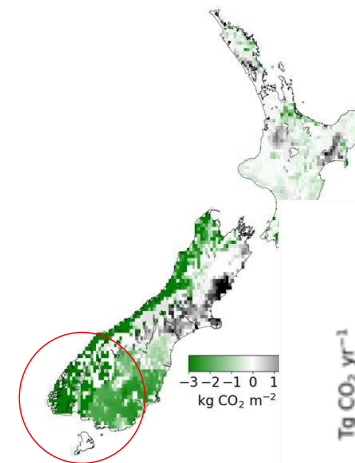 −3 −2 −1 0 1
kg CO₂ m⁻²
Tg CO₂ yr⁻¹